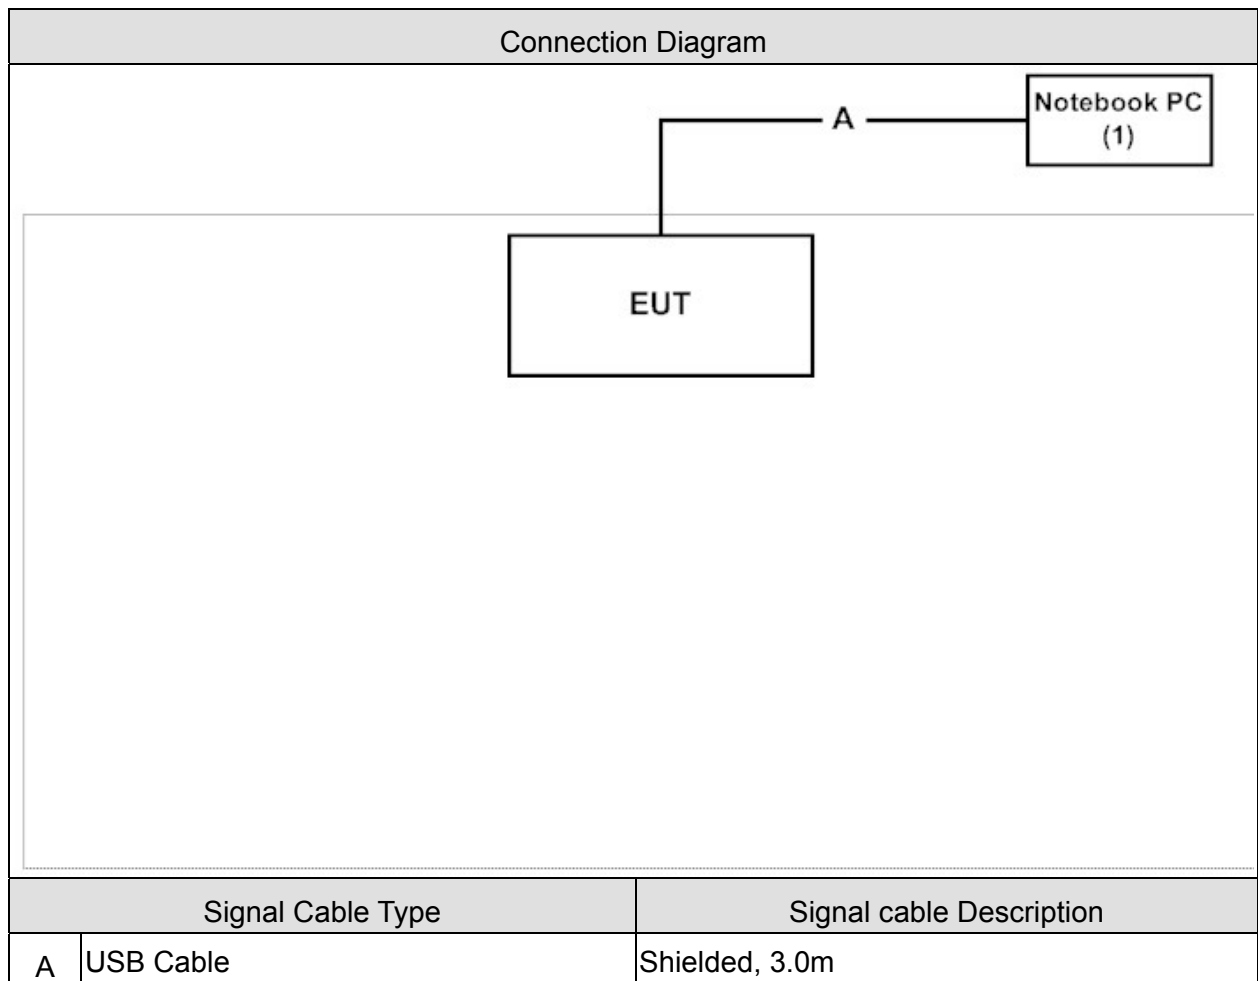 Connection Diagram
A
Notebook PC
(1)
EUT
Signal Cable Type
Signal cable Description
A USB Cable Shielded, 3.0m